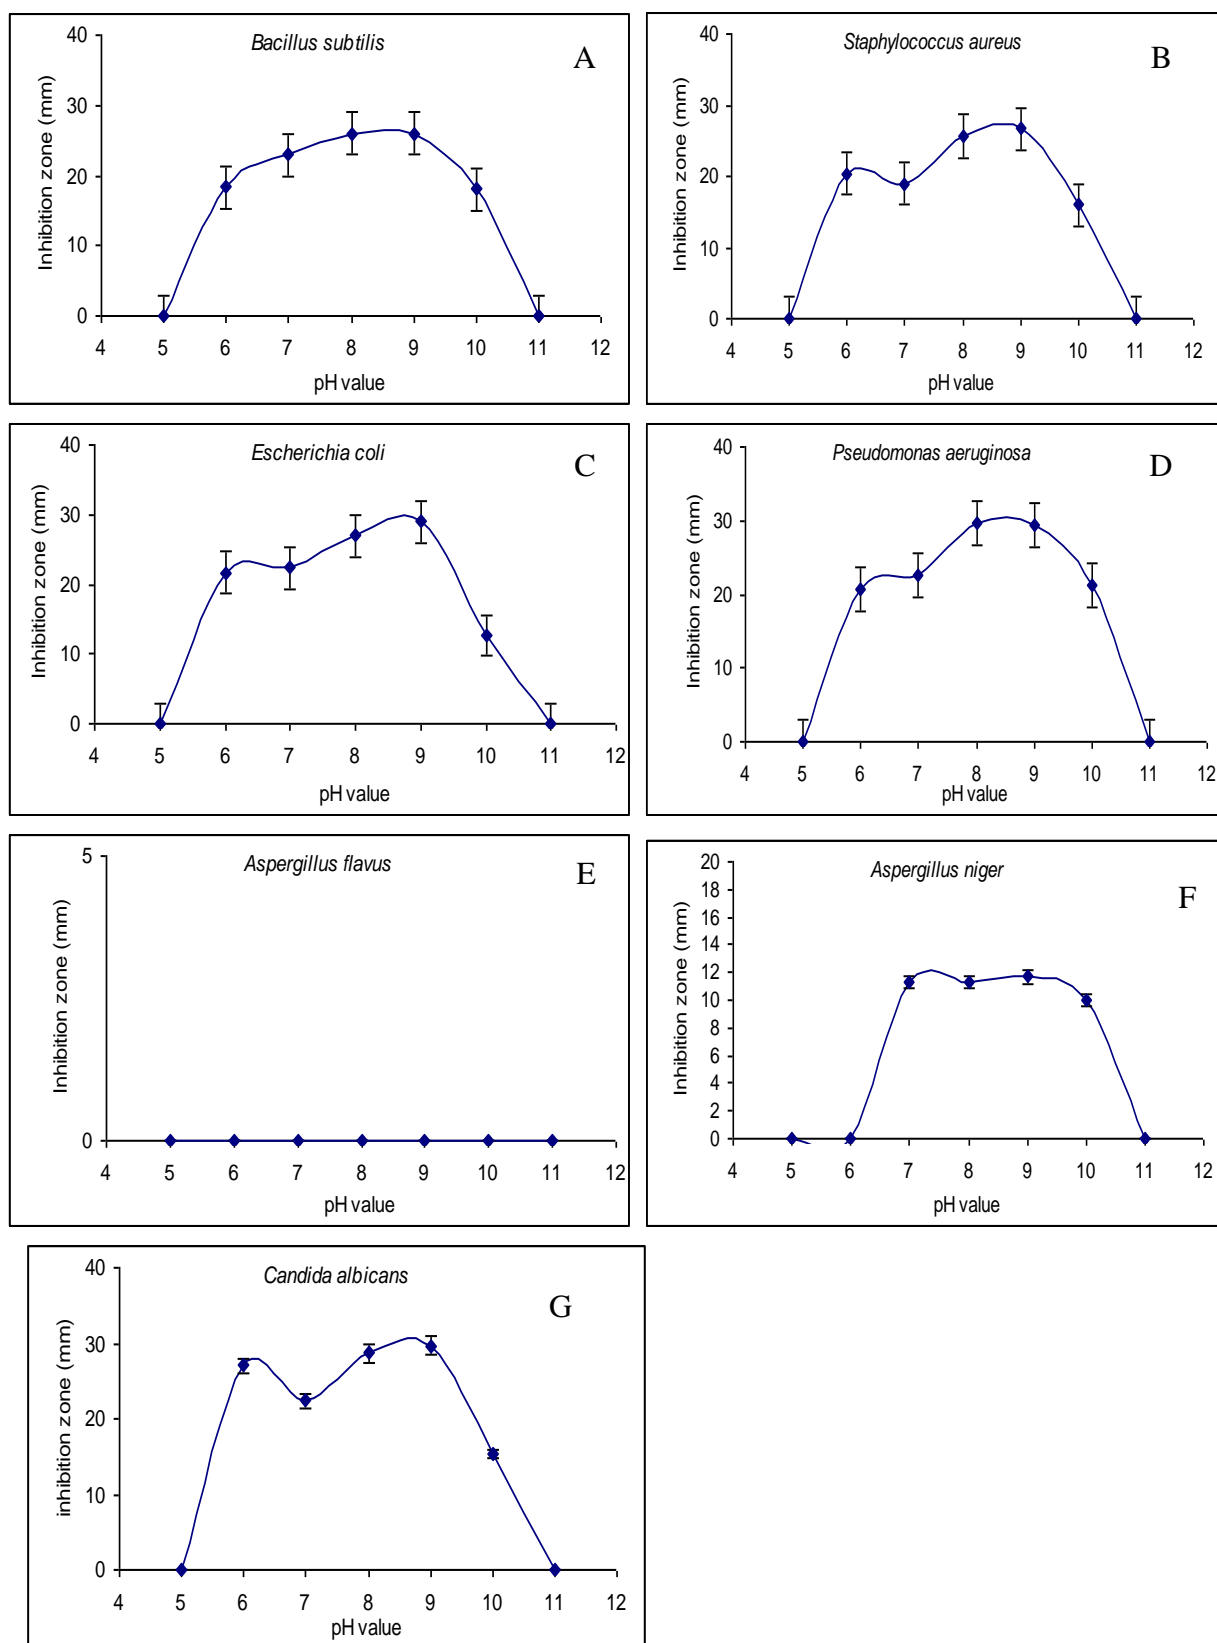 Bacillus subtilis
A
Inhibition zone (mm)
40
30
20
10
0
4 5 6 7 8 9 10 11 12
pH value
Staphylococcus aureus
B
Inhibition zone (mm)
40
30
20
10
0
4 5 6 7 8 9 10 11 12
pH value
Escherichia coli
C
Inhibition zone (mm)
40
30
20
10
0
4 5 6 7 8 9 10 11 12
pH value
Pseudomonas aeruginosa
D
Inhibition zone (mm)
40
30
20
10
0
4 5 6 7 8 9 10 11 12
pH value
Aspergillus flavus
E
Inhibition zone (mm)
5
0
4 5 6 7 8 9 10 11 12
pH value
Aspergillus niger
F
Inhibition zone (mm)
20
18
16
14
12
10
8
6
4
2
0
4 5 6 7 8 9 10 11 12
pH value
Candida albicans
G
inhibition zone (mm)
40
30
20
10
0
4 5 6 7 8 9 10 11 12
pH value